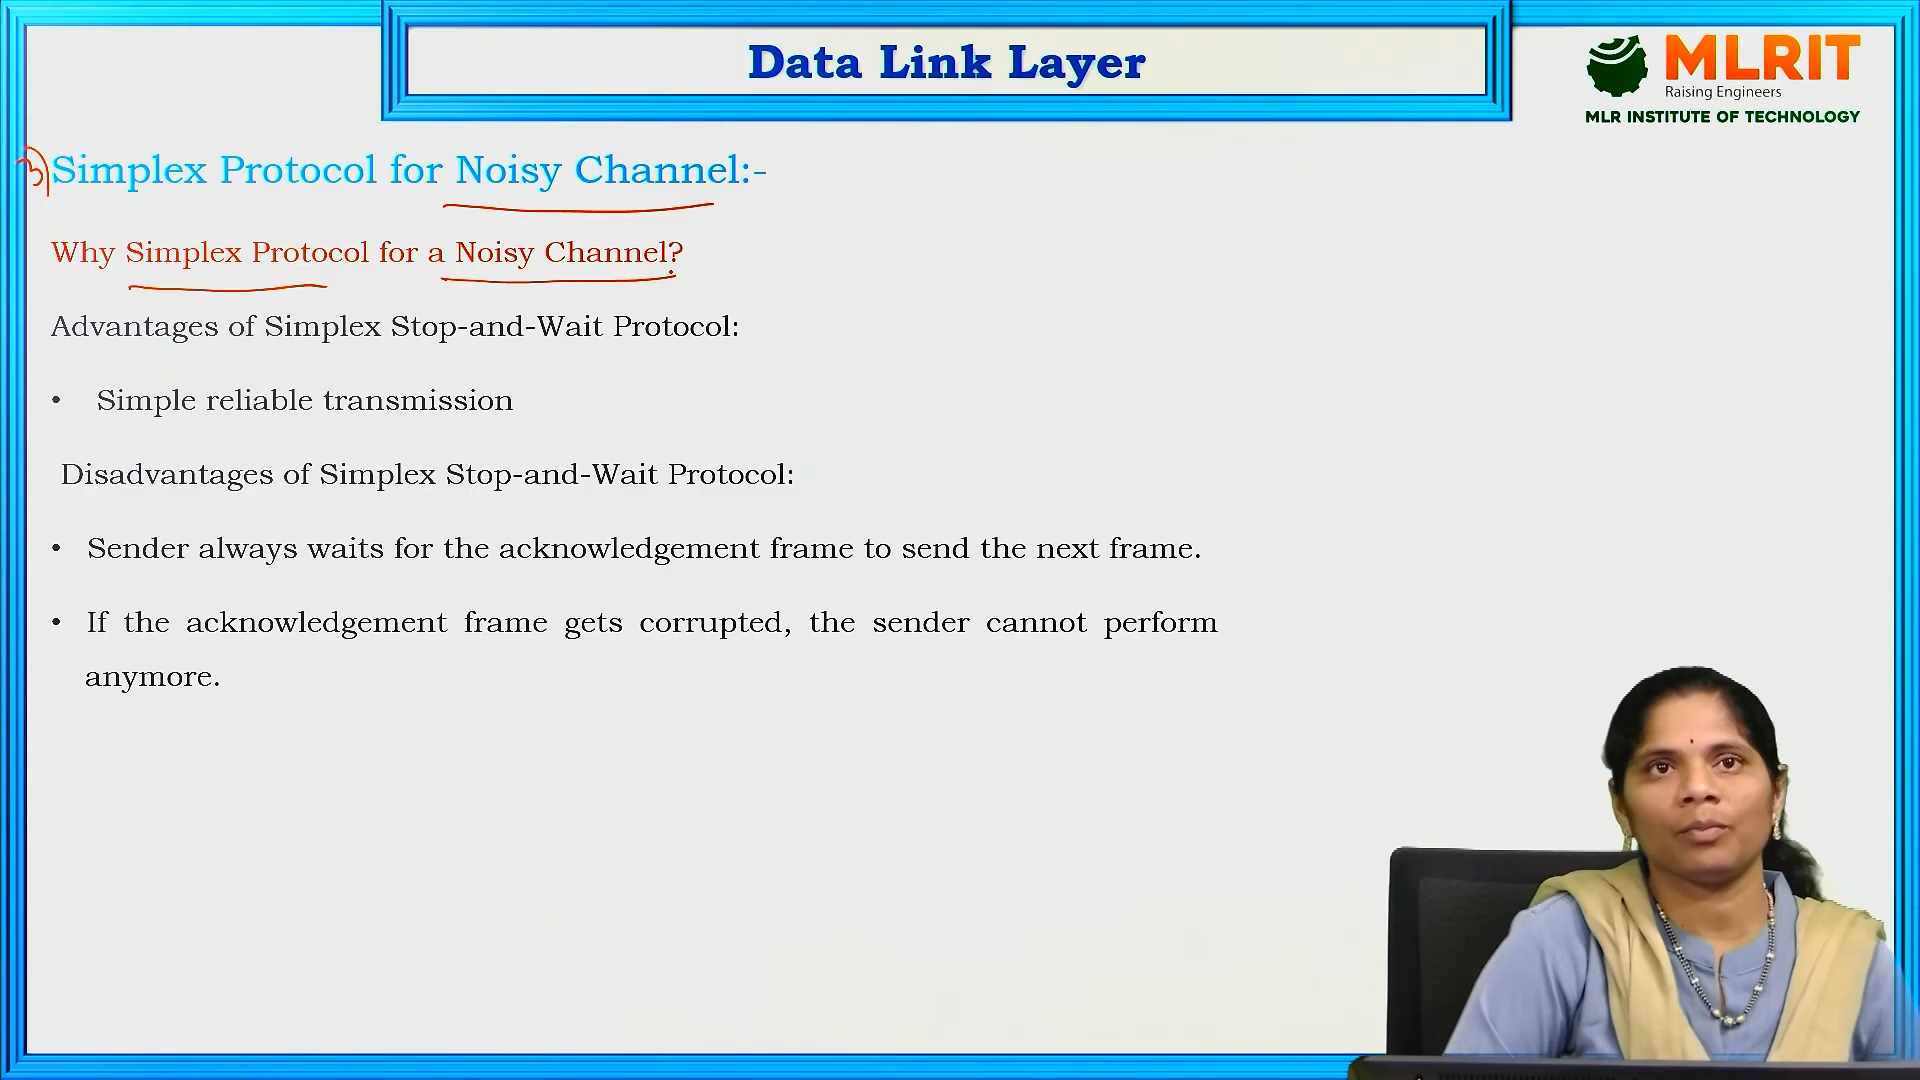 Data Link Layer
MLRIT
Raising Engineers
MLR INSTITUTE OF TECHNOLOGY
3) Simplex Protocol for Noisy Channel:-
Why Simplex Protocol for a Noisy Channel?
Advantages of Simplex Stop-and-Wait Protocol:
• Simple reliable transmission
Disadvantages of Simplex Stop-and-Wait Protocol:
• Sender always waits for the acknowledgement frame to send the next frame.
• If the acknowledgement frame gets corrupted, the sender cannot perform
anymore.